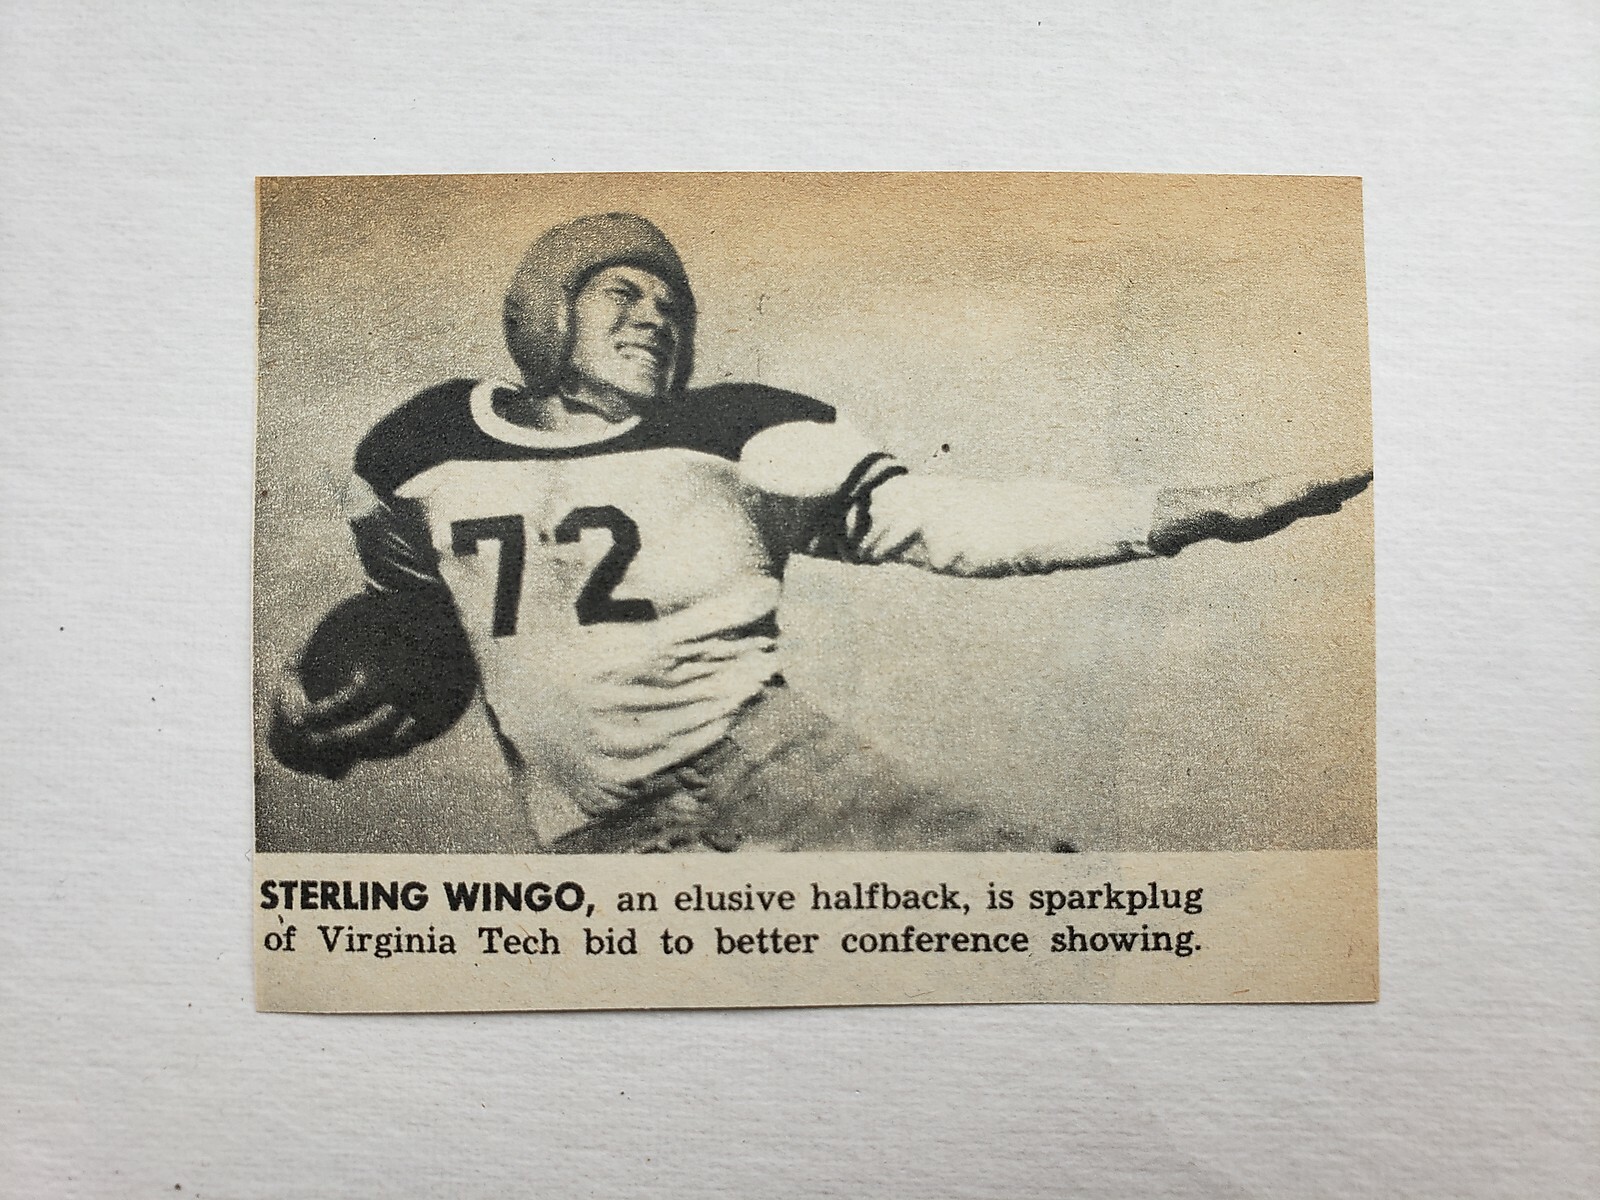 72
STERLING WINGO, an elusive halfback, is sparkplug
of Virginia Tech bid to better conference showing.